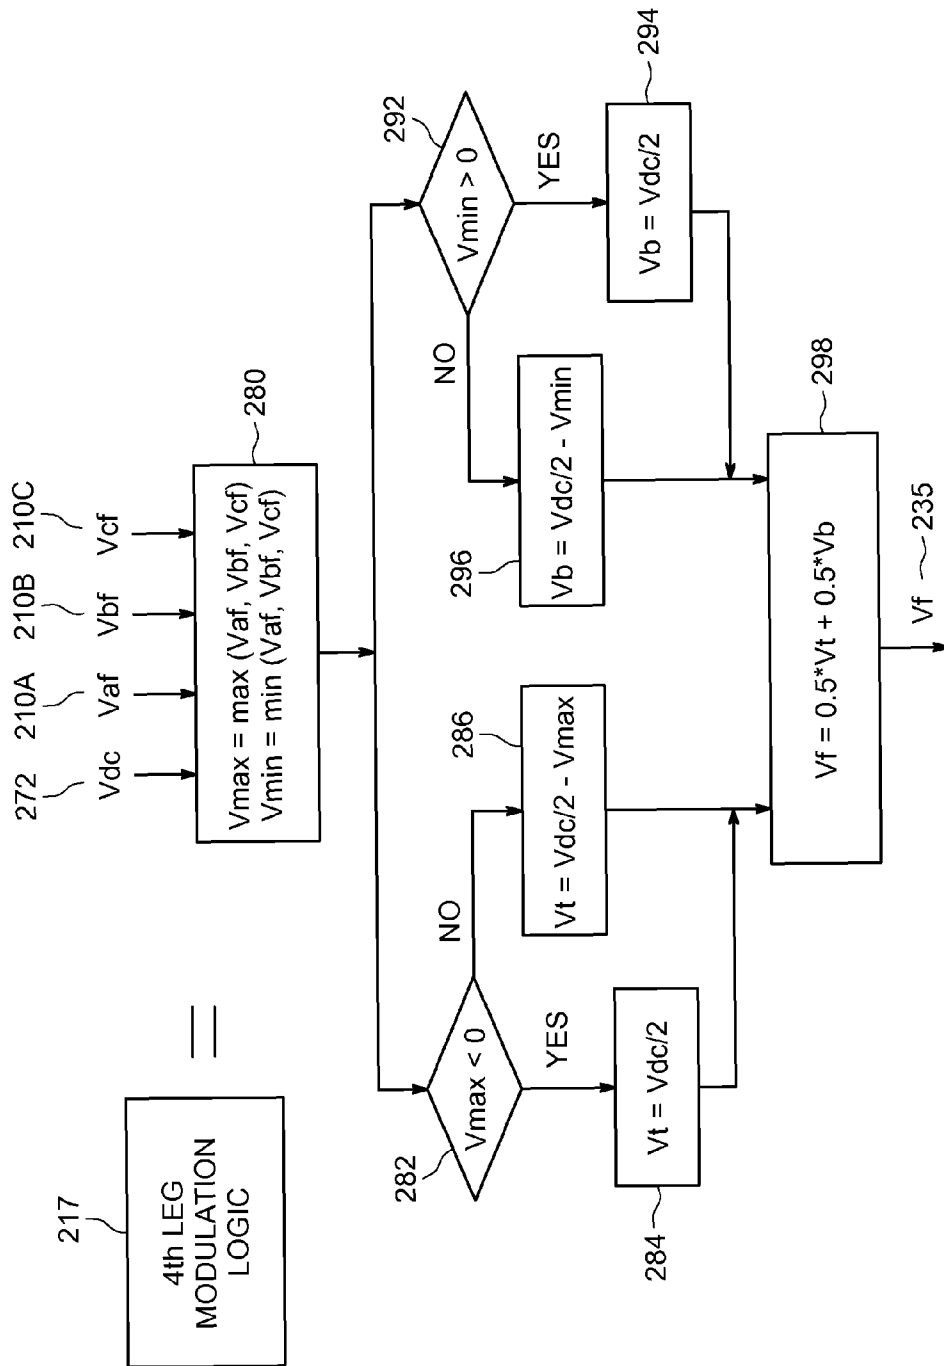 217
4th LEG
MODULATION
LOGIC
272
210A
210B
210C
Vdc
Vaf
Vbf
Vcf
280
Vmax = max (Vaf, Vbf, Vcf)
Vmin = min (Vaf, Vbf, Vcf)
282
Vmax < 0
NO
YES
286
Vt = Vdc/2 - Vmax
284
Vt = Vdc/2
292
Vmin > 0
NO
YES
296
Vb = Vdc/2 - Vmin
294
Vb = Vdc/2
298
Vf = 0.5*Vt + 0.5*Vb
Vf
235